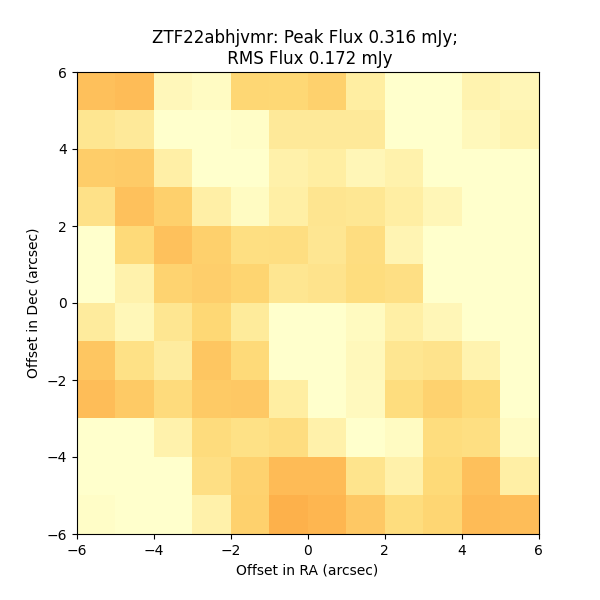 ZTF22abhjvmr: Peak Flux 0.316 mJy;
RMS Flux 0.172 mJy
6
4
2
0
−2
−4
−6
Offset in Dec (arcsec)
−6 −4 −2 0 2 4 6
Offset in RA (arcsec)